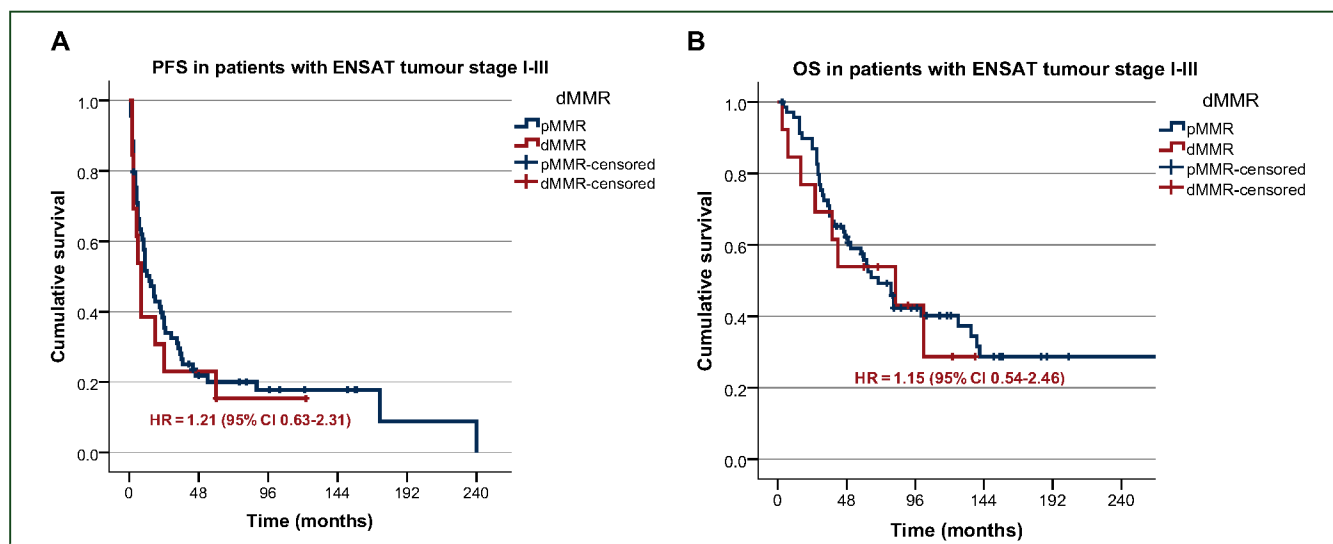 A
PFS in patients with ENSAT tumour stage I-III
dMMR
pMMR
dMMR
pMMR-censored
dMMR-censored
Cumulative survival
1.0
0.8
0.6
0.4
0.2
0.0
HR = 1.21 (95% CI 0.63-2.31)
0 48 96 144 192 240
Time (months)
B
OS in patients with ENSAT tumour stage I-III
dMMR
pMMR
dMMR
pMMR-censored
dMMR-censored
Cumulative survival
1.0
0.8
0.6
0.4
0.2
0.0
HR = 1.15 (95% CI 0.54-2.46)
0 48 96 144 192 240
Time (months)